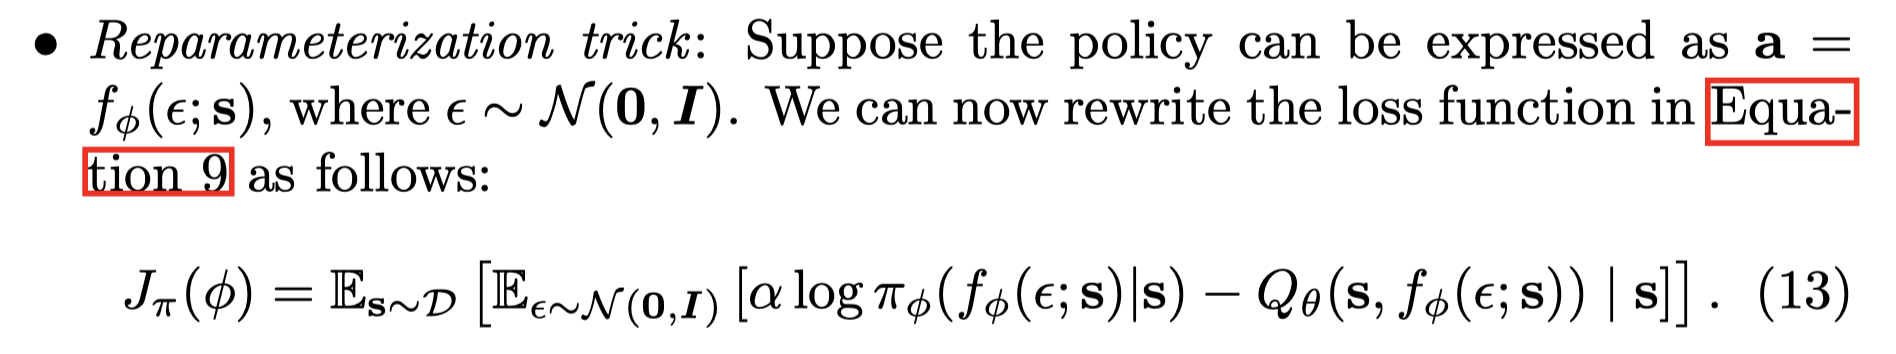 • Reparameterization trick: Suppose the policy can be expressed as a =
f_ϕ(ϵ; s), where ϵ ∼ 𝒩(0, I). We can now rewrite the loss function in Equa-
tion 9 as follows:
J_π(ϕ) = 𝔼_{s∼𝒟} [𝔼_{ϵ∼𝒩(0,I)} [α log π_ϕ(f_ϕ(ϵ; s)|s) − Q_θ(s, f_ϕ(ϵ; s)) | s]] . (13)